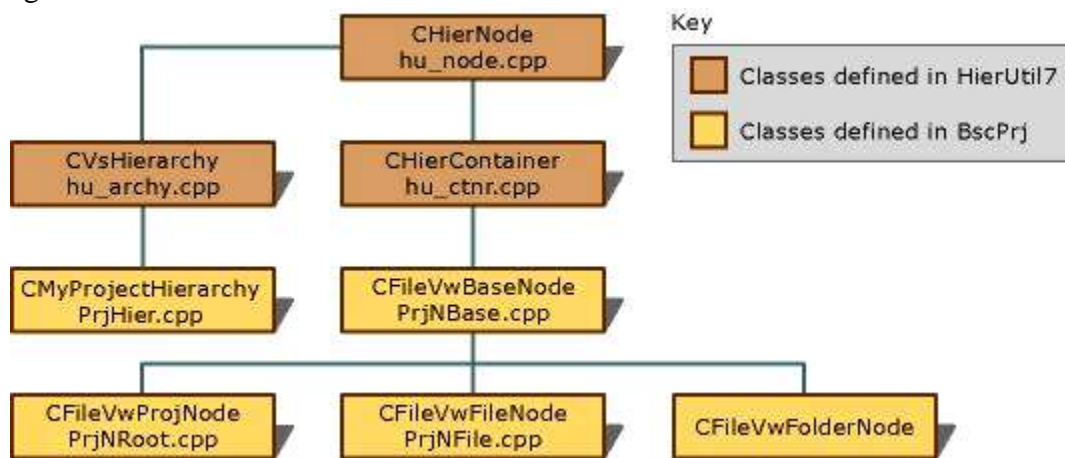 CHierNode
hu_node.cpp
Key
Classes defined in HierUtil7
Classes defined in BscPrj
CVsHierarchy
hu_archy.cpp
CHierContainer
hu_ctnr.cpp
CMyProjectHierarchy
PrjHier.cpp
CFileVwBaseNode
PrjNBase.cpp
CFileVwProjNode
PrjNRoot.cpp
CFileVwFileNode
PrjNFile.cpp
CFileVwFolderNode